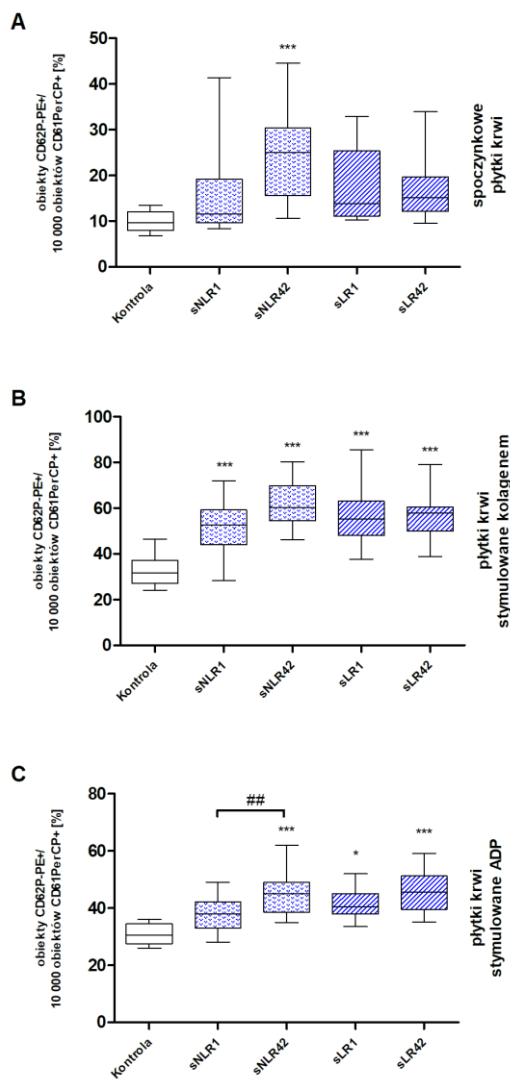 A
obiekty CD62P-PE+/
10 000 obiektów CD61PerCP+ [%]
50
40
30
20
10
0
***
Kontrola
sNLR1
sNLR42
sLR1
sLR42
spoczynkowe
płytki krwi
B
obiekty CD62P-PE+/
10 000 obiektów CD61PerCP+ [%]
100
80
60
40
20
0
***
***
***
***
Kontrola
sNLR1
sNLR42
sLR1
sLR42
płytki krwi
stymulowane kolagenem
C
obiekty CD62P-PE+/
10 000 obiektów CD61PerCP+ [%]
80
60
40
20
0
##
***
*
***
Kontrola
sNLR1
sNLR42
sLR1
sLR42
płytki krwi
stymulowane ADP